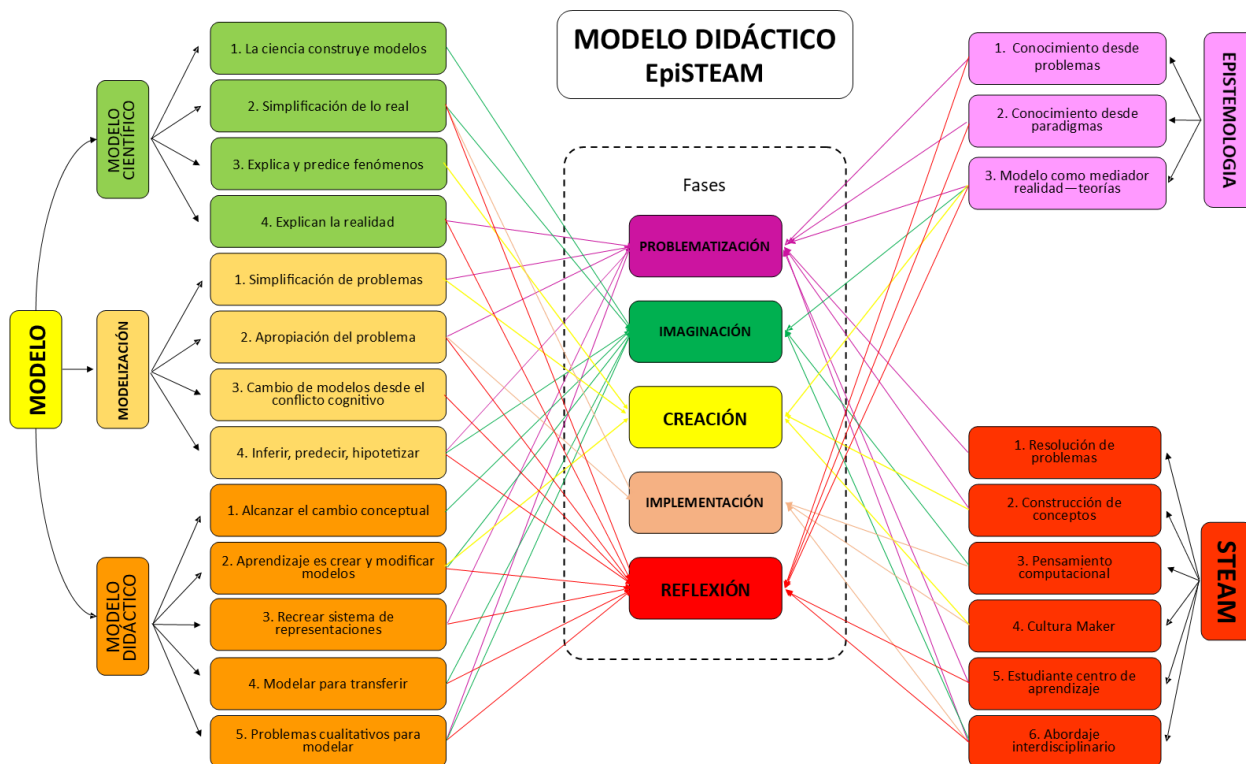 MODELO DIDÁCTICO
EpiSTEAM
MODELO
MODELO
CIENTÍFICO
1. La ciencia construye modelos
2. Simplificación de lo real
3. Explica y predice fenómenos
4. Explican la realidad
MODELIZACIÓN
1. Simplificación de problemas
2. Apropiación del problema
3. Cambio de modelos desde el
conflicto cognitivo
4. Inferir, predecir, hipotetizar
MODELO
DIDÁCTICO
1. Alcanzar el cambio conceptual
2. Aprendizaje es crear y modificar
modelos
3. Recrear sistema de
representaciones
4. Modelar para transferir
5. Problemas cualitativos para
modelar
Fases
PROBLEMATIZACIÓN
IMAGINACIÓN
CREACIÓN
IMPLEMENTACIÓN
REFLEXIÓN
1. Conocimiento desde
problemas
2. Conocimiento desde
paradigmas
3. Modelo como mediador
realidad—teorías
EPISTEMOLOGIA
1. Resolución de
problemas
2. Construcción de
conceptos
3. Pensamiento
computacional
4. Cultura Maker
5. Estudiante centro de
aprendizaje
6. Abordaje
interdisciplinario
STEAM